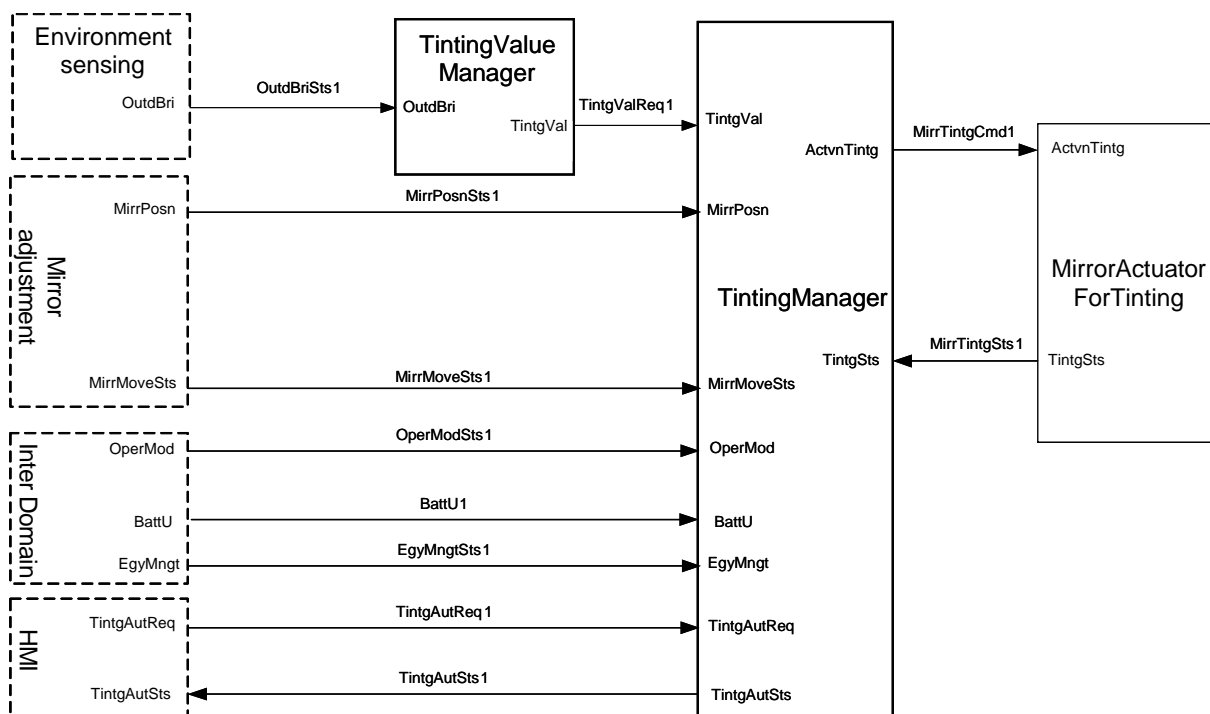 Environment
sensing
OutdBri
OutdBriSts1
TintingValue
Manager
OutdBri
TintgVal
TintgValReq1
TintgVal
ActvnTintg
MirrTintgCmd1
ActvnTintg
MirrPosn
MirrPosnSts1
MirrPosn
Mirror
adjustment
TintingManager
MirrorActuator
ForTinting
TintgSts
MirrTintgSts1
TintgSts
MirrMoveSts
MirrMoveSts1
MirrMoveSts
Inter Domain
OperMod
OperModSts1
OperMod
BattU
BattU1
BattU
EgyMngt
EgyMngtSts1
EgyMngt
HMI
TintgAutReq
TintgAutReq1
TintgAutReq
TintgAutSts
TintgAutSts1
TintgAutSts